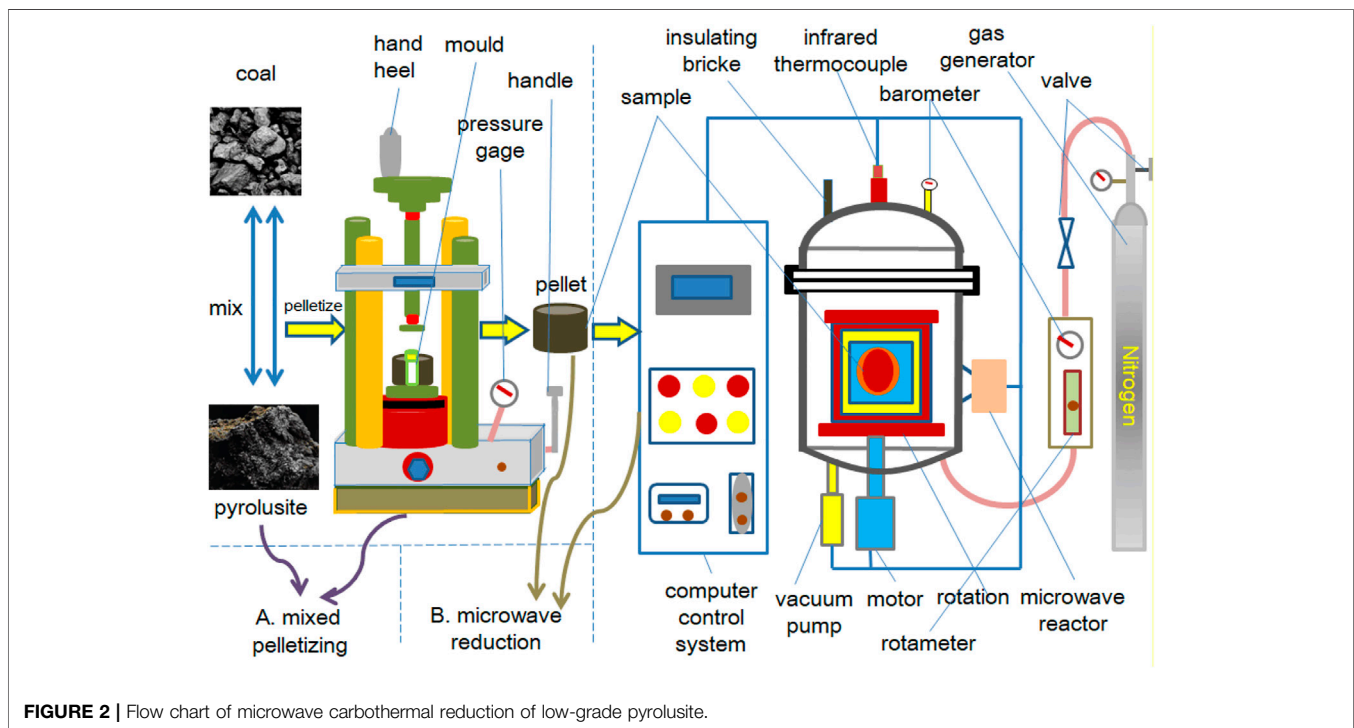 coal
hand
heel
mould
handle
pressure
gage
sample
insulating
bricke
infrared
thermocouple
barometer
gas
generator
valve
mix
pelletize
pellet
Nitrogen
pyrolusite
A. mixed
pelletizing
B. microwave
reduction
computer
control
system
vacuum
pump
motor
rotation
rotameter
microwave
reactor
FIGURE 2 | Flow chart of microwave carbothermal reduction of low-grade pyrolusite.